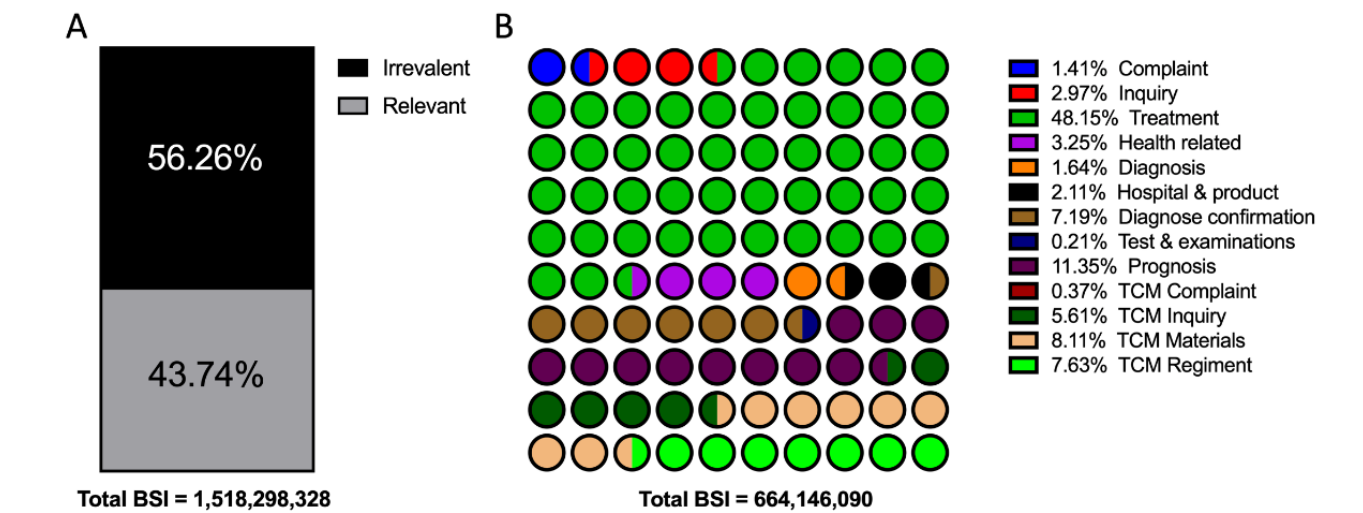 A
Irrevalent
Relevant
56.26%
43.74%
Total BSI = 1,518,298,328
B
1.41% Complaint
2.97% Inquiry
48.15% Treatment
3.25% Health related
1.64% Diagnosis
2.11% Hospital & product
7.19% Diagnose confirmation
0.21% Test & examinations
11.35% Prognosis
0.37% TCM Complaint
5.61% TCM Inquiry
8.11% TCM Materials
7.63% TCM Regiment
Total BSI = 664,146,090